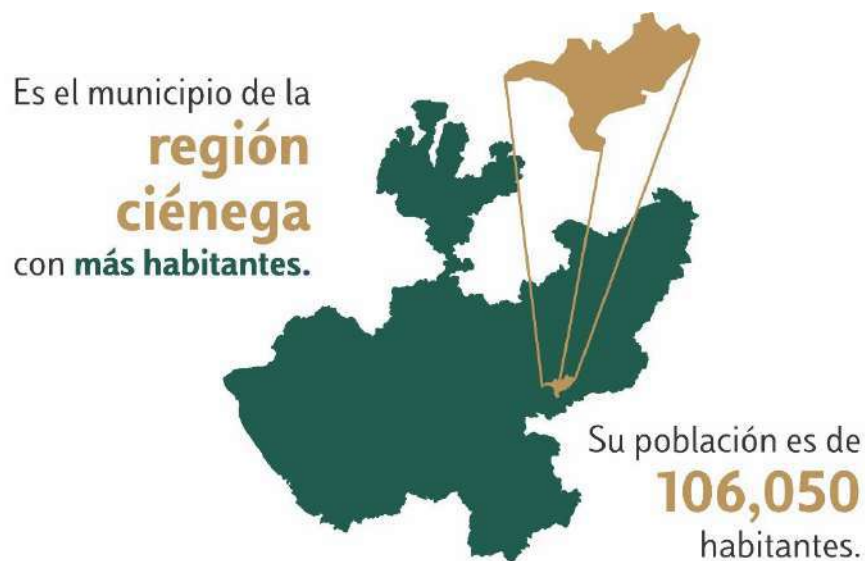 Es el municipio de la
región
ciénega
con más habitantes.
Su población es de
106,050
habitantes.